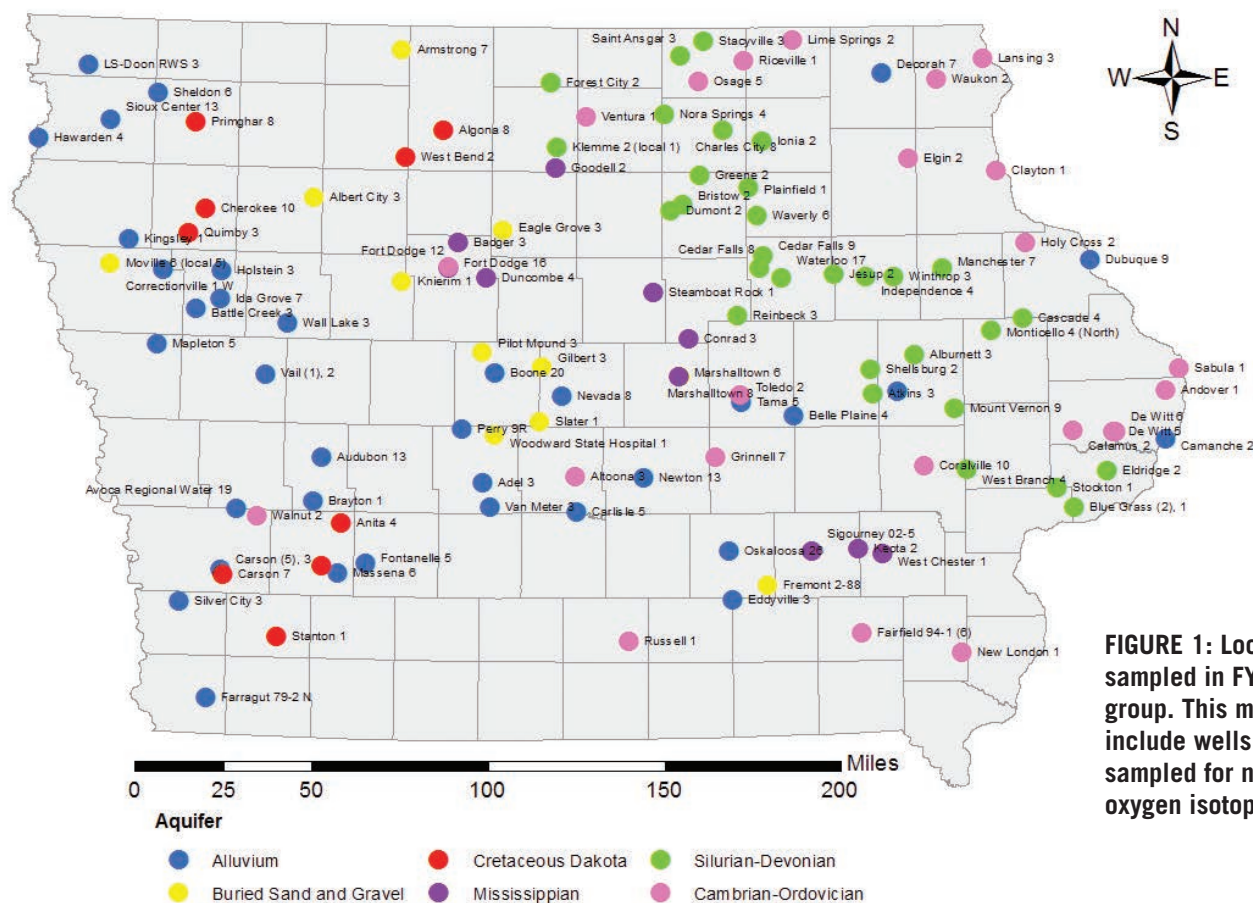 N
W
E
S
Saint Ansgar 3
Stacyville 3
Lime Springs 2
Armstrong 7
Riceville 1
Lansing 3
LS-Doon RWS 3
Decorah 7
Waukon 2
Forest City 2
Osage 5
Sheldon 6
Sioux Center 13
Primghar 8
Ventura 1
Nora Springs 4
Hawarden 4
Algona 8
Charles City 8
Ionia 2
Klemme 2 (local 1)
West Bend 2
Goodell 2
Elgin 2
Clayton 1
Greene 2
Plainfield 1
Albert City 3
Bristow 2
Cherokee 10
Dumont 2
Waverly 6
Quimby 3
Eagle Grove 3
Kingsley 1
Fort Dodge 12
Badger 3
Cedar Falls 8
Cedar Falls 9
Holy Cross 2
Moville 6 (local 5)
Fort Dodge 16
Waterloo 17
Dubuque 9
Holstein 3
Duncombe 4
Jesup 2
Winthrop 3
Manchester 7
Correctionville 1 W
Knierim 1
Independence 4
Ida Grove 7
Steamboat Rock 1
Battle Creek 3
Wall Lake 3
Reinbeck 3
Cascade 4
Monticello 4 (North)
Mapleton 5
Pilot Mound 3
Conrad 3
Gilbert 3
Alburnett 3
Vail (1), 2
Boone 20
Marshalltown 6
Shellsburg 2
Sabula 1
Marshalltown 8
Toledo 2
Atkins 3
Andover 1
Nevada 8
Tama 5
Belle Plaine 4
Mount Vernon 9
De Witt 6
Perry 9R
Slater 1
De Witt 5
Woodward State Hospital 1
Calamus 2
Camanche 2
Audubon 13
Grinnell 7
Coralville 10
Eldridge 2
Avoca Regional Water 19
Adel 3
Altoona 3
Newton 13
West Branch 4
Brayton 1
Stockton 1
Walnut 2
Van Meter 3
Carlisle 5
Blue Grass (2), 1
Anita 4
Sigourney 02-5
Carson (5), 3
Fontanelle 5
Oskaloosa 26
Keota 2
West Chester 1
Carson 7
Massena 6
Fremont 2-88
Silver City 3
Eddyville 3
Stanton 1
Russell 1
Fairfield 94-1 (6)
New London 1
Farragut 79-2 N
Miles
0 25 50 100 150 200
Aquifer
Alluvium
Cretaceous Dakota
Silurian-Devonian
Buried Sand and Gravel
Mississippian
Cambrian-Ordovician
FIGURE 1: Loc
sampled in FY
group. This m
include wells
sampled for n
oxygen isotop